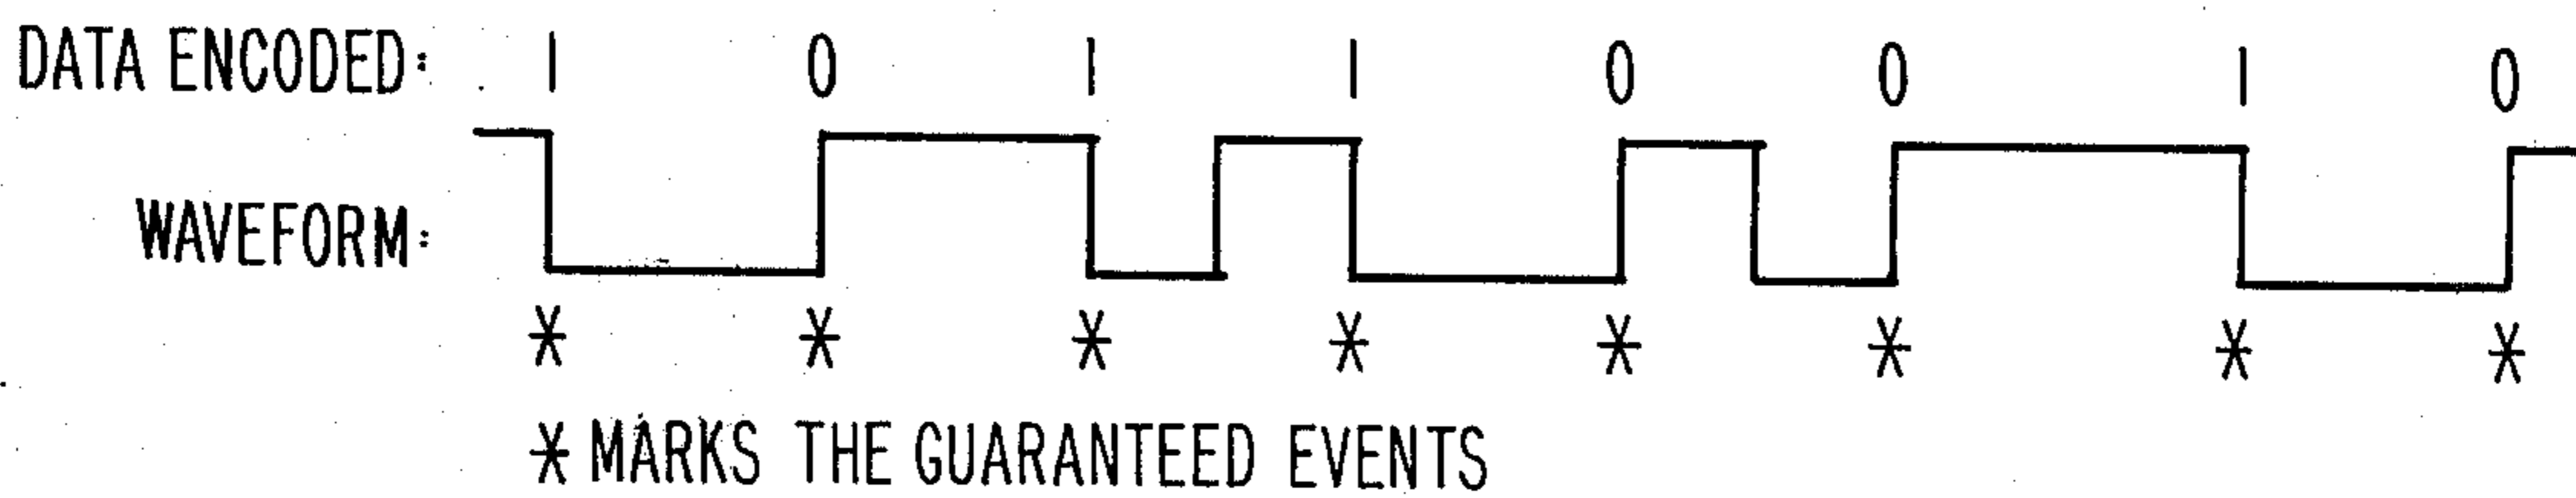 DATA ENCODED: 1 0 1 1 0 0 1 0
WAVEFORM:
* * * * * * * *
* MARKS THE GUARANTEED EVENTS